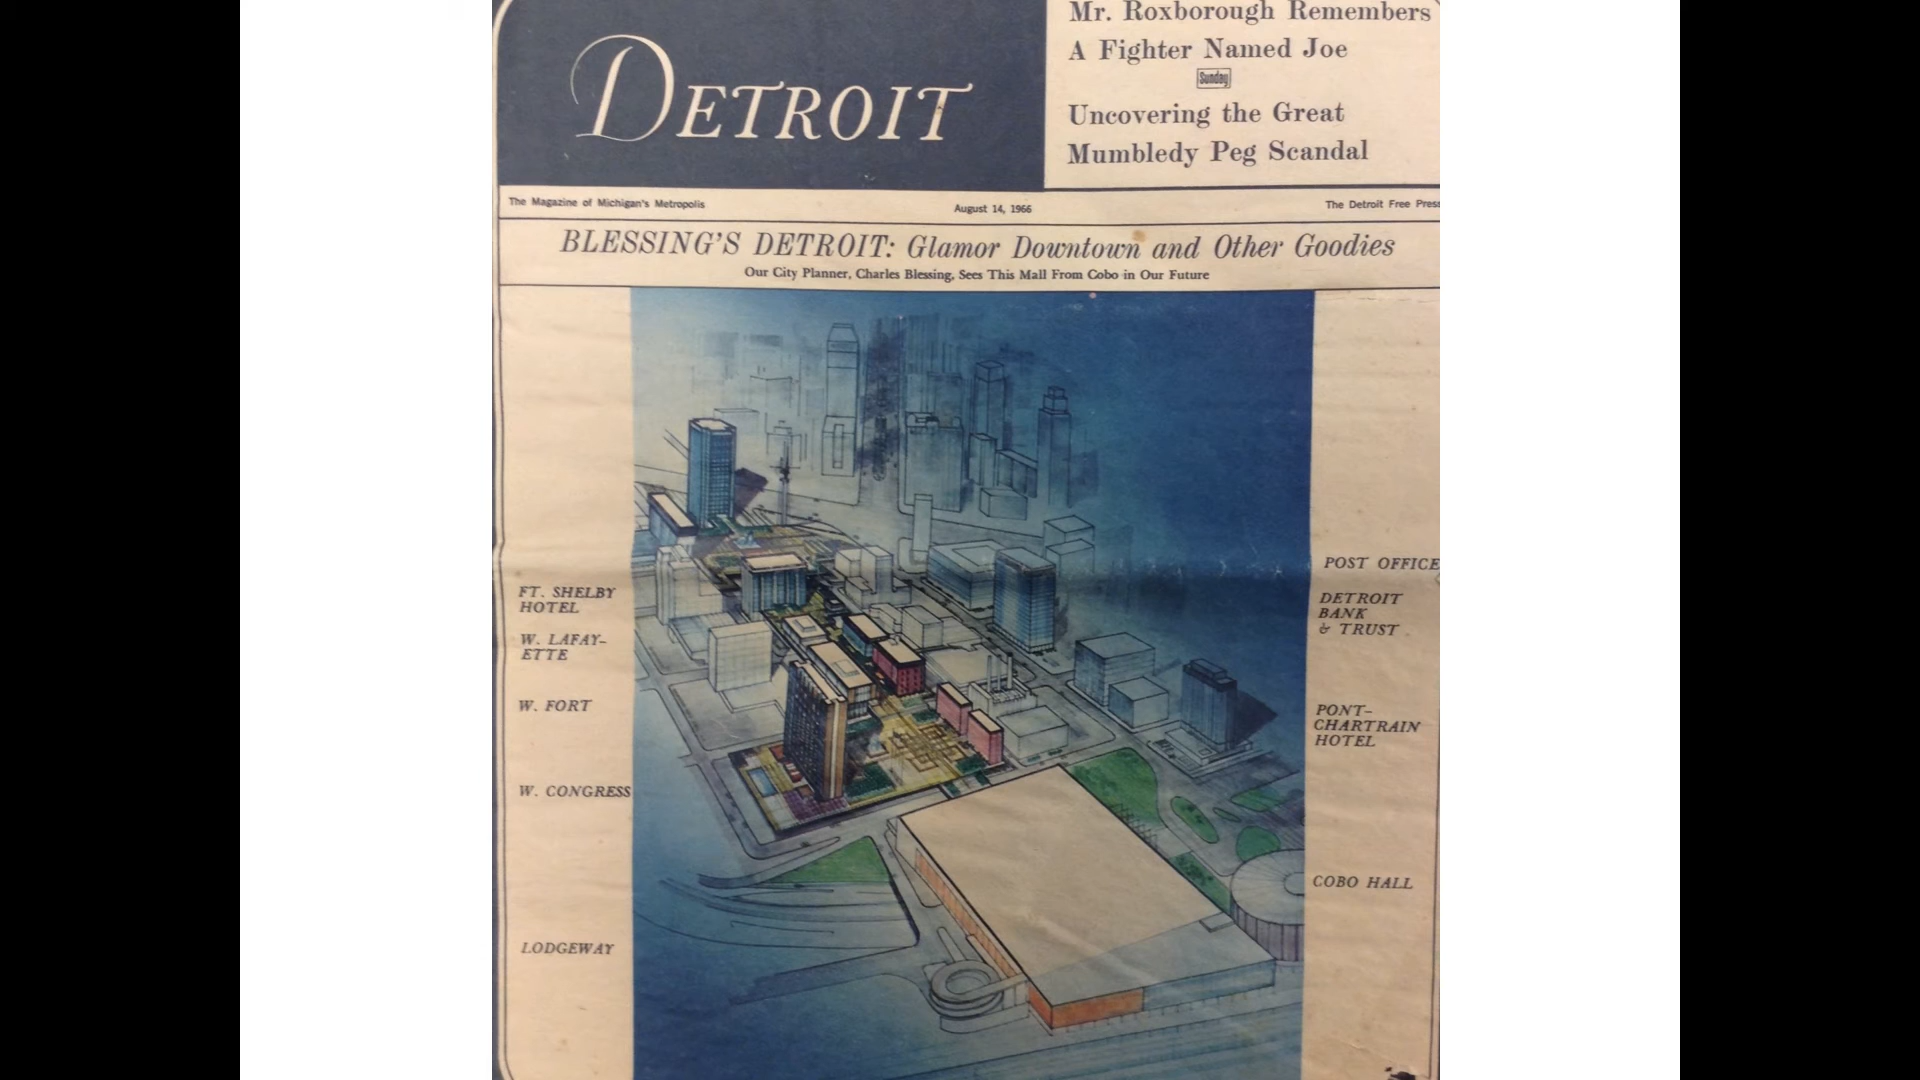 DETROIT
Mr. Roxborough Remembers
A Fighter Named Joe
Sunday
Uncovering the Great
Mumbledy Peg Scandal
The Magazine of Michigan's Metropolis
August 14, 1966
The Detroit Free Press
BLESSING'S DETROIT: Glamor Downtown and Other Goodies
Our City Planner, Charles Blessing, Sees This Mall From Cobo in Our Future
FT. SHELBY
HOTEL
W. LAFAY-
ETTE
W. FORT
W. CONGRESS
LODGEWAY
POST OFFICE
DETROIT
BANK
& TRUST
PONT-
CHARTRAIN
HOTEL
COBO HALL